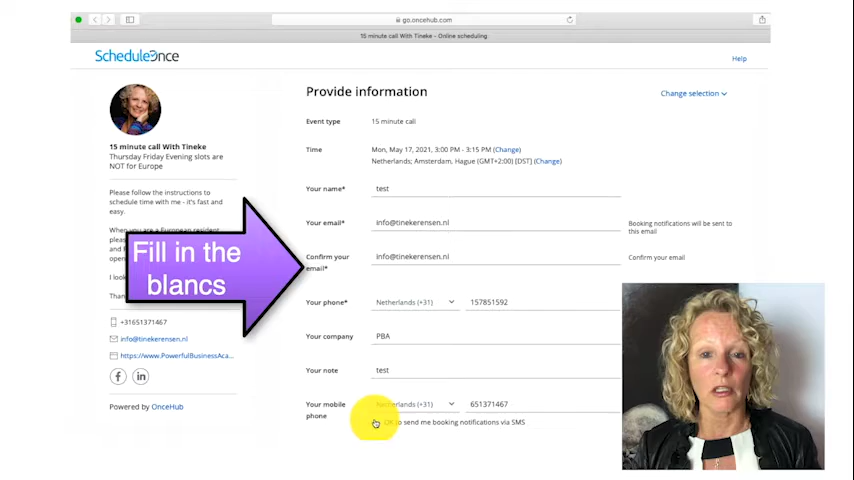 go.oncehub.com
15 minute call With Tineke - Online scheduling
ScheduleOnce
Help
15 minute call With Tineke
Thursday Friday Evening slots are
NOT for Europe
Please follow the instructions to
schedule time with me - it's fast and
easy.
When you are a European resident
I look
+31651371467
info@tinekerensen.nl
https://www.PowerfulBusinessAca...
Powered by OnceHub
Fill in the
blancs
Provide information
Change selection
Event type 15 minute call
Time Mon, May 17, 2021, 3:00 PM - 3:15 PM (Change)
Netherlands; Amsterdam, Hague (GMT+2:00) [DST] (Change)
Your name* test
Your email* info@tinekerensen.nl Booking notifications will be sent to
this email
Confirm your
email* info@tinekerensen.nl Confirm your email
Your phone* Netherlands (+31) 157851592
Your company PBA
Your note test
Your mobile
phone Netherlands (+31) 651371467
OK to send me booking notifications via SMS